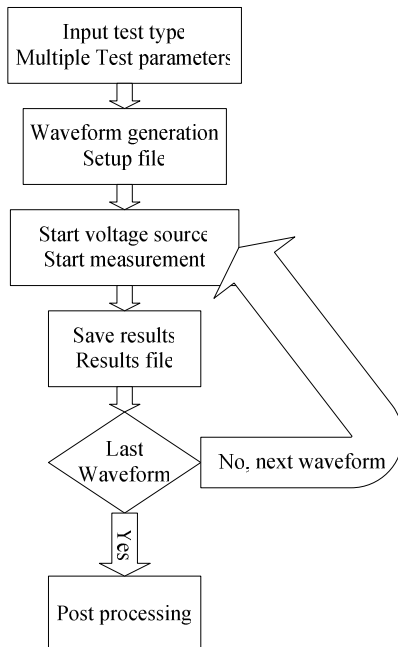 Input test type
Multiple Test parameters
Waveform generation
Setup file
Start voltage source
Start measurement
Save results
Results file
Last
Waveform
No, next waveform
Yes
Post processing